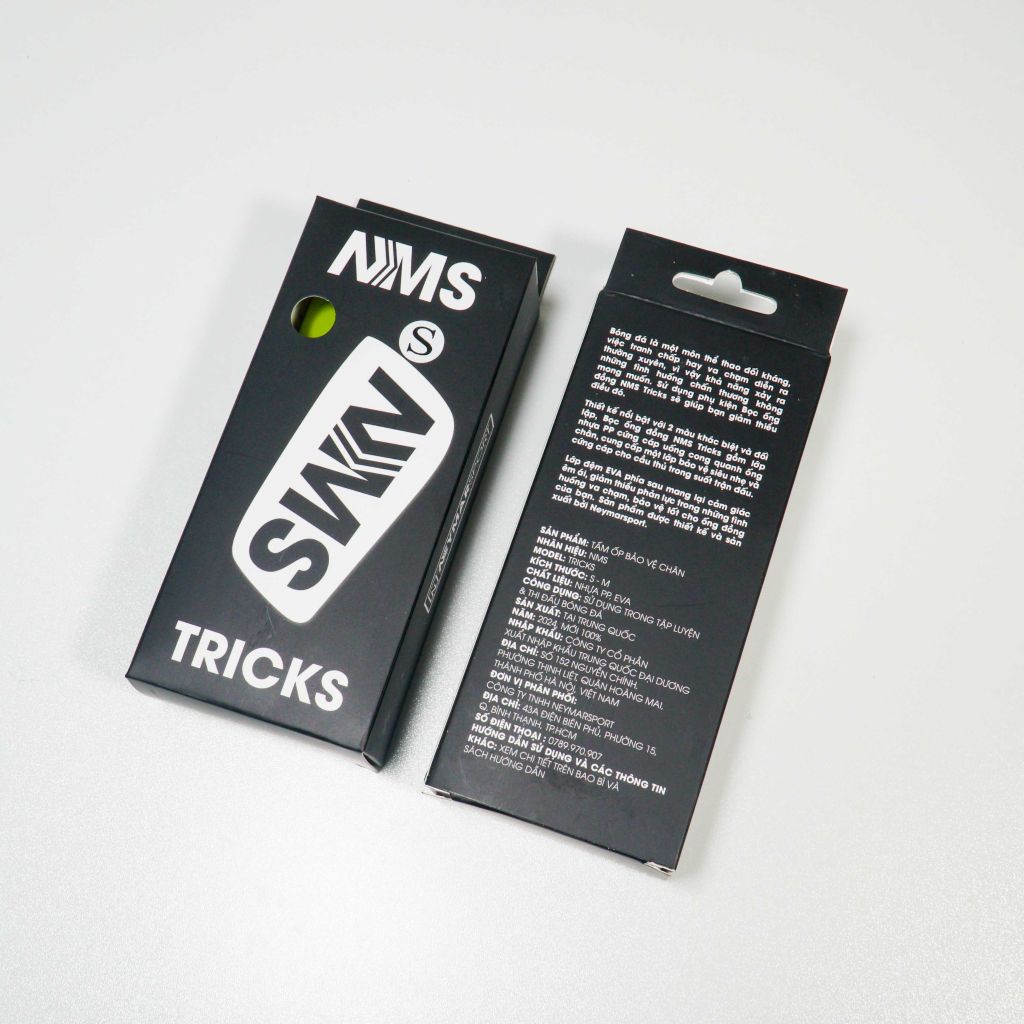 NMS
S
NMS
TRICKS
NEYMARSPORT
Bóng đá là một môn thể thao đối kháng,
việc tranh chấp hay va chạm diễn ra
thường xuyên, vì vậy khả năng xảy ra
những tình huống chấn thương không
mong muốn. Sử dụng phụ kiện Bọc ống
đồng NMS Tricks sẽ giúp bạn giảm thiểu
điều đó.
Thiết kế nổi bật với 2 màu khác biệt và đối
lập, Bọc ống đồng NMS Tricks gồm lớp
nhựa PP cứng cáp uống cong quanh ống
chân, cung cấp một lớp bảo vệ siêu nhẹ và
cứng cáp cho cầu thủ trong suốt trận đấu.
Lớp đệm EVA phía sau mang lại cảm giác
êm ái, giảm thiểu phản lực trong những tình
huống va chạm, bảo vệ tốt cho ống đồng
của bạn. Sản phẩm được thiết kế và sản
xuất bởi Neymarsport.
SẢN PHẨM: TẤM ỐP BẢO VỆ CHÂN
NHÃN HIỆU: NMS
MODEL: TRICKS
KÍCH THƯỚC: S - M
CHẤT LIỆU: NHỰA PP, EVA
CÔNG DỤNG: SỬ DỤNG TRONG TẬP LUYỆN
& THI ĐẤU BÓNG ĐÁ
SẢN XUẤT: TẠI TRUNG QUỐC
NĂM: 2024, MỚI 100%
NHẬP KHẨU: CÔNG TY CỔ PHẦN
XUẤT NHẬP KHẨU TRUNG QUỐC ĐẠI DƯƠNG
ĐỊA CHỈ: SỐ 152 NGUYỄN CHÍNH,
PHƯỜNG THỊNH LIỆT, QUẬN HOÀNG MAI,
THÀNH PHỐ HÀ NỘI, VIỆT NAM
ĐƠN VỊ PHÂN PHỐI:
CÔNG TY TNHH NEYMARSPORT
ĐỊA CHỈ: 43A ĐIỆN BIÊN PHỦ, PHƯỜNG 15,
Q. BÌNH THẠNH, TP.HCM
SỐ ĐIỆN THOẠI : 0789.970.907
HƯỚNG DẪN SỬ DỤNG VÀ CÁC THÔNG TIN
KHÁC: XEM CHI TIẾT TRÊN BAO BÌ VÀ
SÁCH HƯỚNG DẪN